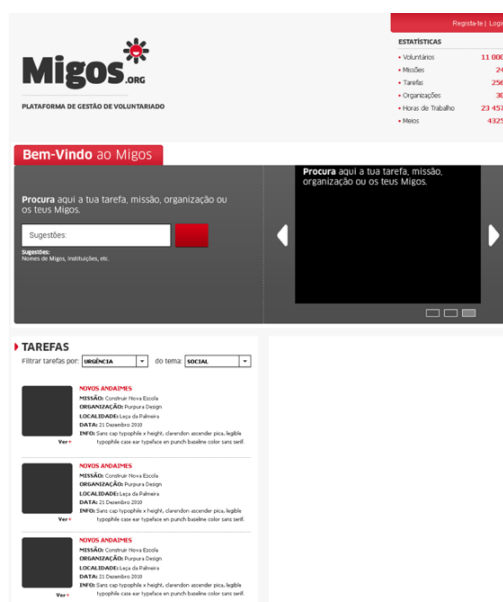 Regista-te | Login
Migos.ORG
PLATAFORMA DE GESTÃO DE VOLUNTARIADO
ESTATÍSTICAS
• Voluntários 11 000
• Missões 24
• Tarefas 256
• Organizações 30
• Horas de Trabalho 23 457
• Meios 4325
Bem-Vindo ao Migos
Procura aqui a tua tarefa, missão, organização ou
os teus Migos.
Sugestões:
Sugestões:
Nomes de Migos, Instituições, etc.
Procura aqui a tua tarefa, missão,
organização ou os teus Migos.
TAREFAS
Filtrar tarefas por: URGÊNCIA do tema: SOCIAL
NOVOS ANDAIMES
MISSÃO: Construir Nova Escola
ORGANIZAÇÃO: Purpura Design
LOCALIDADE: Leça da Palmeira
DATA: 21 Dezembro 2010
INFO: Sans cap typophile x height, clarendon ascender pica, legible
typophile case ear typeface en punch baseline color sans serif.
Ver+
NOVOS ANDAIMES
MISSÃO: Construir Nova Escola
ORGANIZAÇÃO: Purpura Design
LOCALIDADE: Leça da Palmeira
DATA: 21 Dezembro 2010
INFO: Sans cap typophile x height, clarendon ascender pica, legible
typophile case ear typeface en punch baseline color sans serif.
Ver+
NOVOS ANDAIMES
MISSÃO: Construir Nova Escola
ORGANIZAÇÃO: Purpura Design
LOCALIDADE: Leça da Palmeira
DATA: 21 Dezembro 2010
INFO: Sans cap typophile x height, clarendon ascender pica, legible
typophile case ear typeface en punch baseline color sans serif.
Ver+